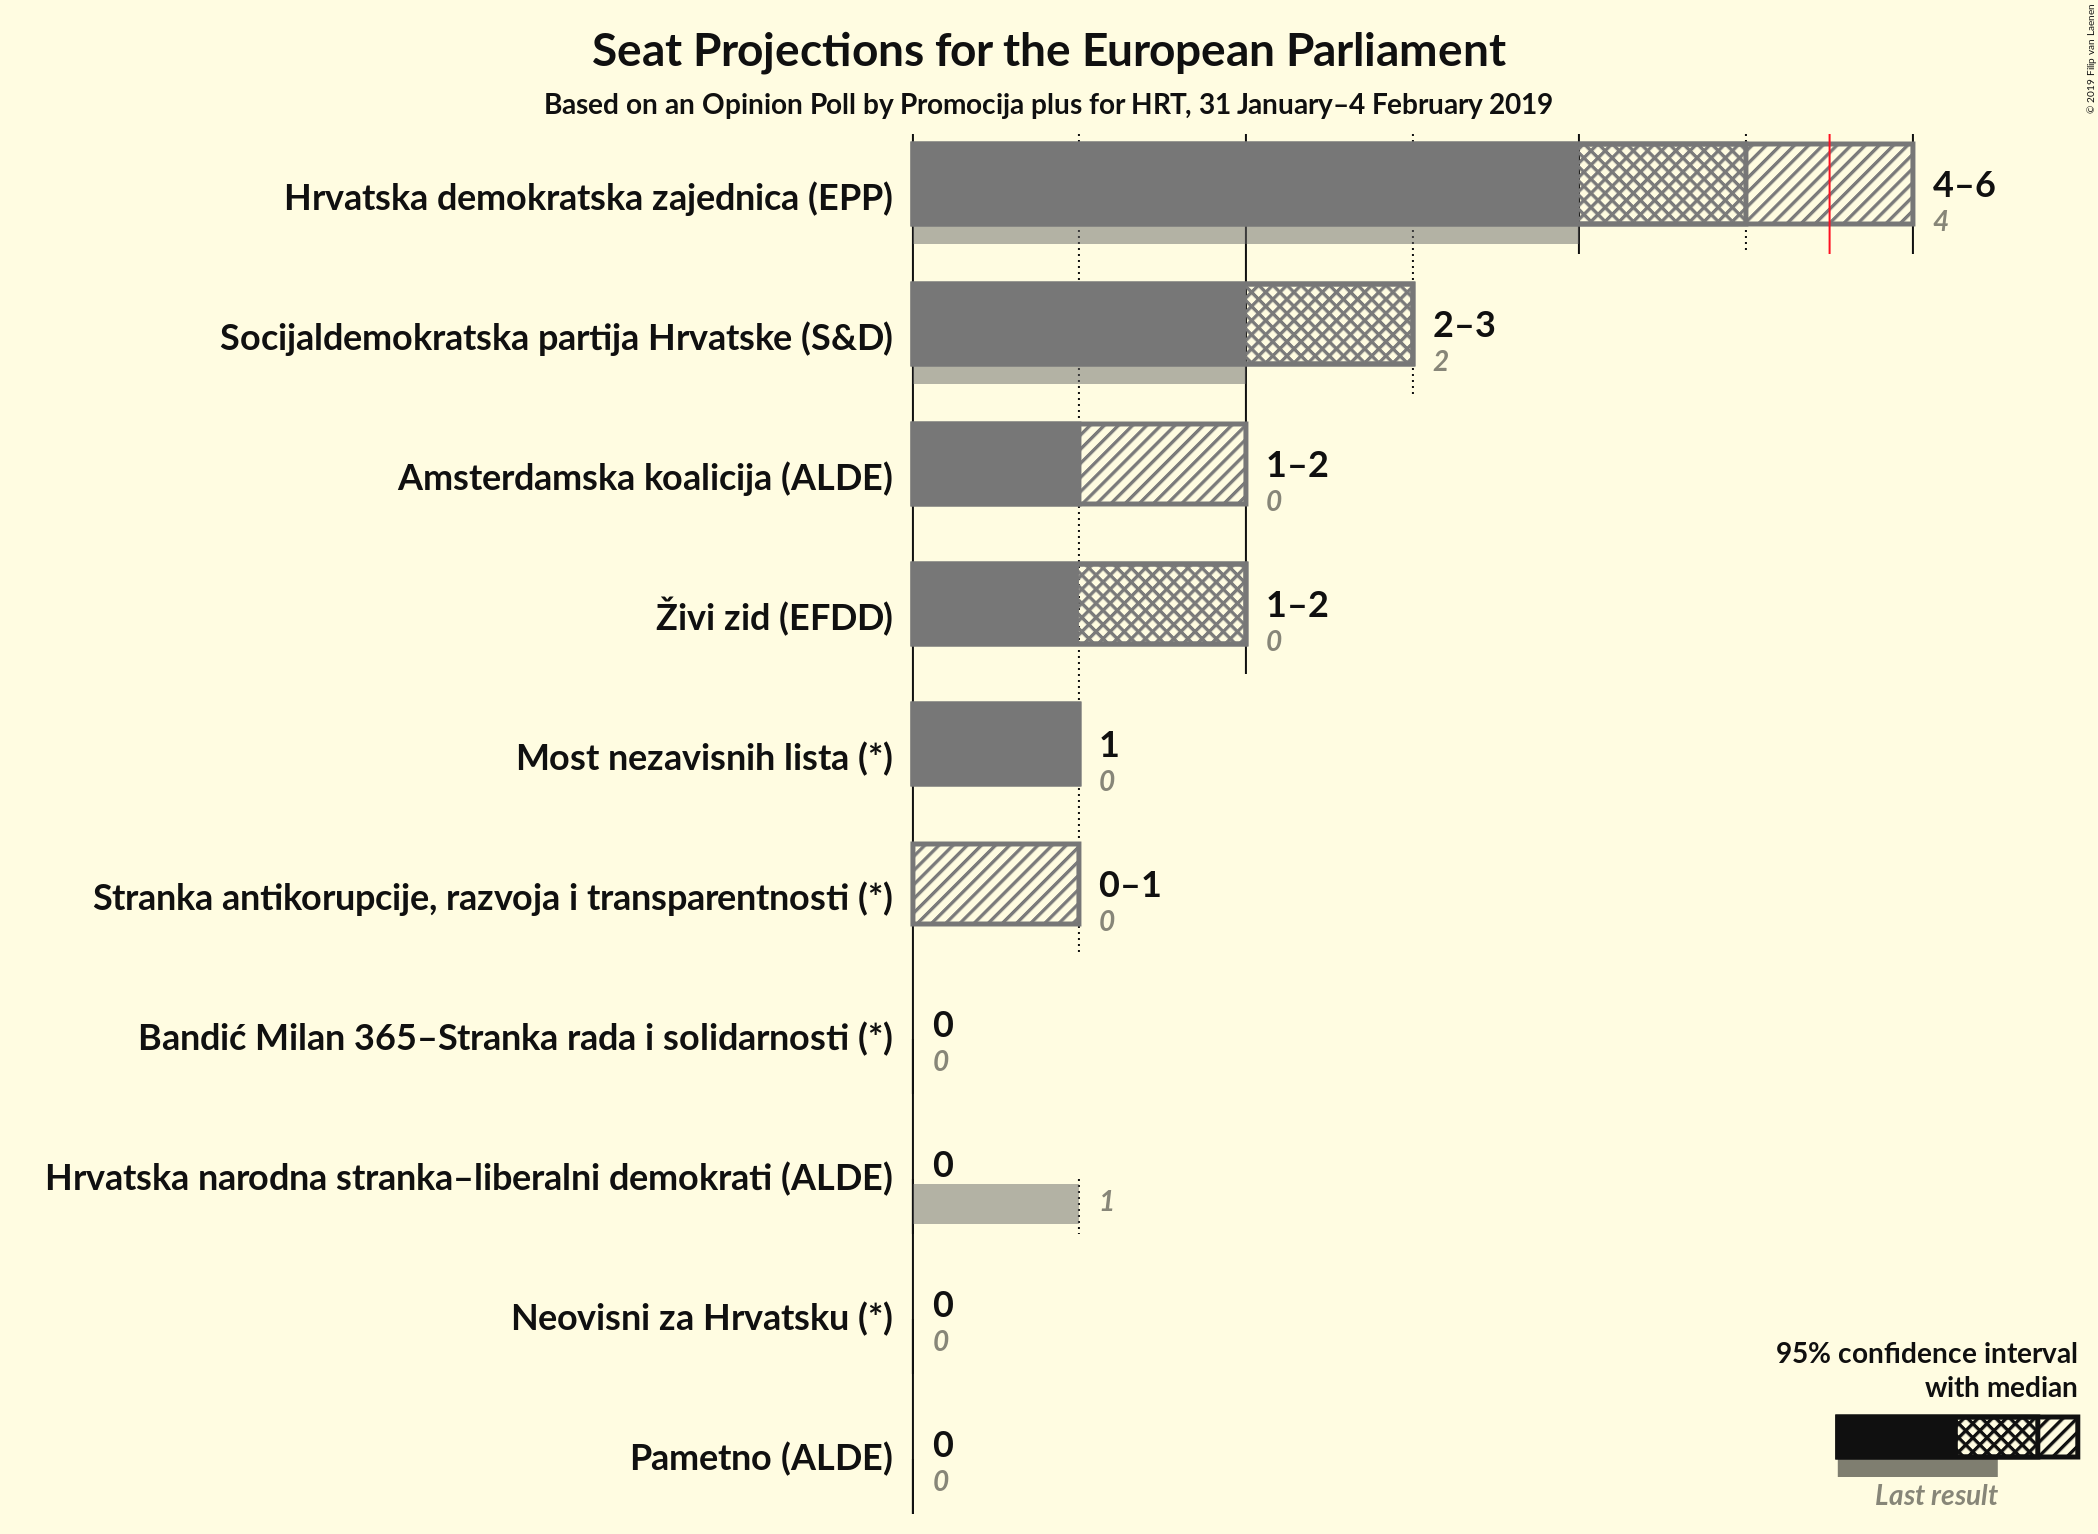 Seat Projections for the European Parliament
Based on an Opinion Poll by Promocija plus for HRT, 31 January–4 February 2019
© 2019 Filip van Laenen
Hrvatska demokratska zajednica (EPP)
4–6
4
Socijaldemokratska partija Hrvatske (S&D)
2–3
2
Amsterdamska koalicija (ALDE)
1–2
0
Živi zid (EFDD)
1–2
0
Most nezavisnih lista (*)
1
0
Stranka antikorupcije, razvoja i transparentnosti (*)
0–1
0
Bandić Milan 365–Stranka rada i solidarnosti (*)
0
0
Hrvatska narodna stranka–liberalni demokrati (ALDE)
0
1
Neovisni za Hrvatsku (*)
0
0
Pametno (ALDE)
0
0
95% confidence interval
with median
Last result